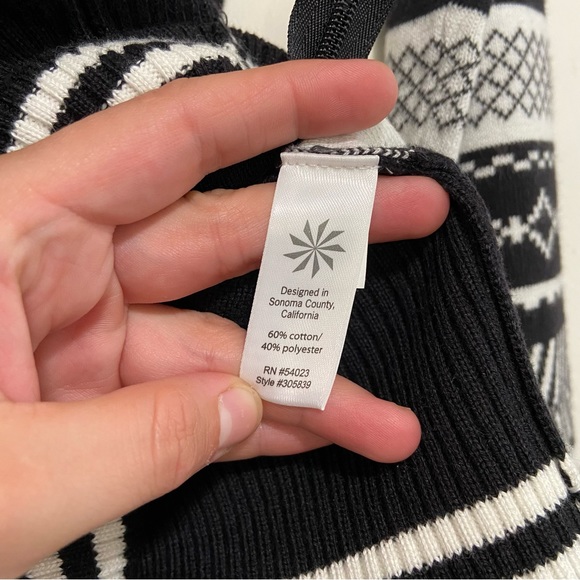 Designed in
Sonoma County,
California
60% cotton/
40% polyester
RN #54023
Style #305839